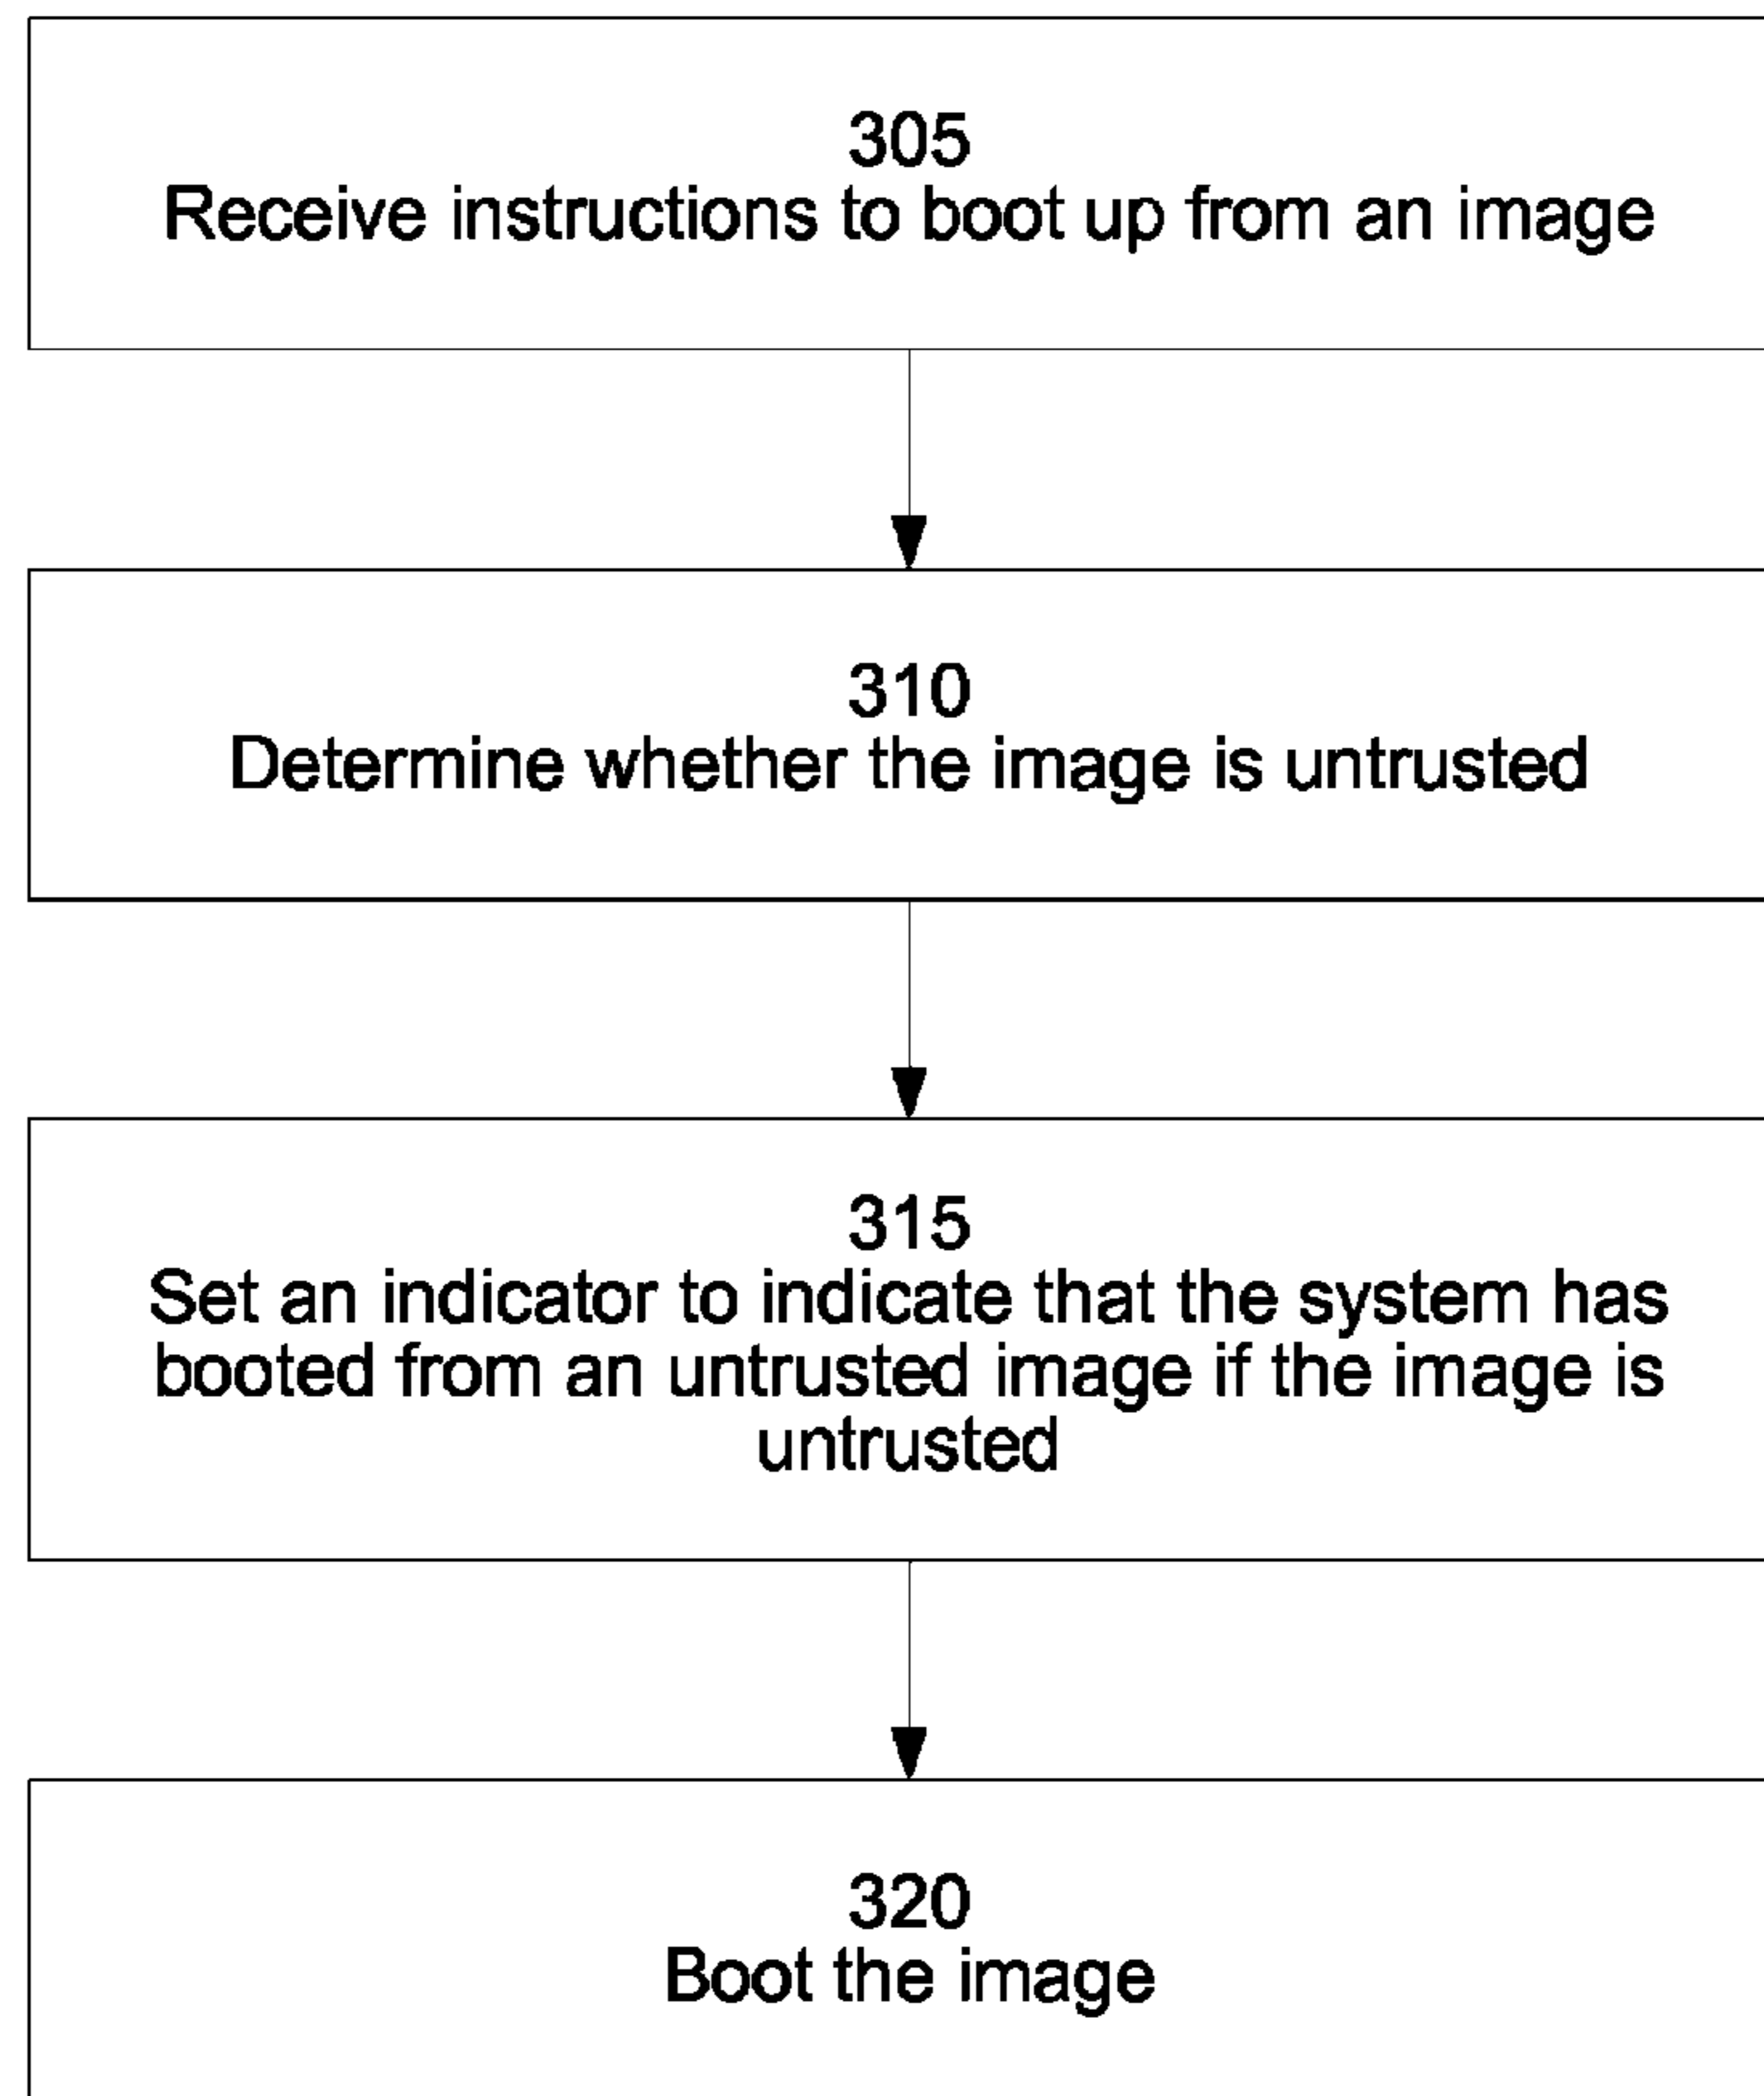 305
Receive instructions to boot up from an image
310
Determine whether the image is untrusted
315
Set an indicator to indicate that the system has
booted from an untrusted image if the image is
untrusted
320
Boot the image